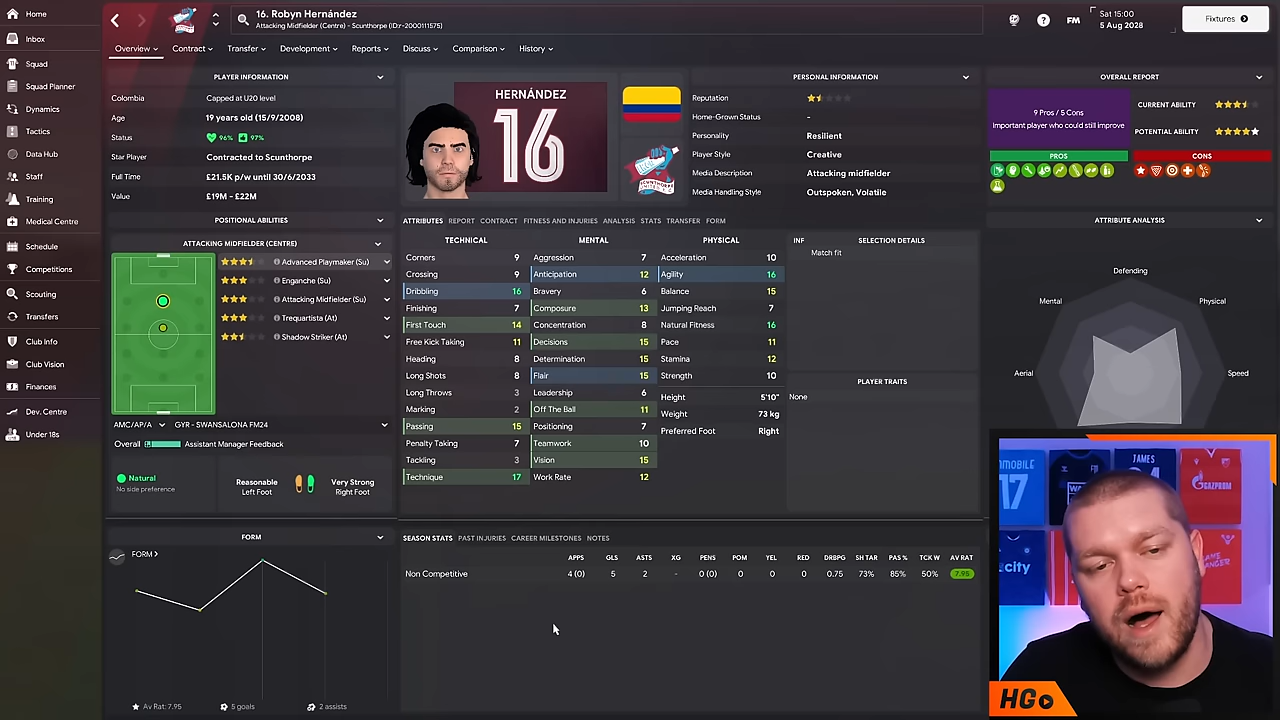 Home
Inbox
Squad
Squad Planner
Dynamics
Tactics
Data Hub
Staff
Training
Medical Centre
Schedule
Competitions
Scouting
Transfers
Club Info
Club Vision
Finances
Dev. Centre
Under 18s
16. Robyn Hernández
Attacking Midfielder (Centre) - Scunthorpe (IDr-2000111575)
FM
Sat 15:00
5 Aug 2028
Fixtures
Overview
Contract
Transfer
Development
Reports
Discuss
Comparison
History
PLAYER INFORMATION
Colombia Capped at U20 level
Age 19 years old (15/9/2008)
Status 96% 97%
Star Player Contracted to Scunthorpe
Full Time £21.5K p/w until 30/6/2033
Value £19M - £22M
POSITIONAL ABILITIES
ATTACKING MIDFIELDER (CENTRE)
Advanced Playmaker (Su)
Enganche (Su)
Attacking Midfielder (Su)
Trequartista (At)
Shadow Striker (At)
AMC/AP/A GYR - SWANSALONA FM24
Overall Assistant Manager Feedback
Natural
No side preference
Reasonable
Left Foot
Very Strong
Right Foot
FORM
FORM >
Av Rat: 7.95 5 goals 2 assists
HERNÁNDEZ
16
SCUNTHORPE
UNITED F.C.
PERSONAL INFORMATION
Reputation
Home-Grown Status -
Personality Resilient
Player Style Creative
Media Description Attacking midfielder
Media Handling Style Outspoken, Volatile
ATTRIBUTES REPORT CONTRACT FITNESS AND INJURIES ANALYSIS STATS TRANSFER FORM
TECHNICAL
Corners 9
Crossing 9
Dribbling 16
Finishing 7
First Touch 14
Free Kick Taking 11
Heading 8
Long Shots 8
Long Throws 3
Marking 2
Passing 15
Penalty Taking 7
Tackling 3
Technique 17
MENTAL
Aggression 7
Anticipation 12
Bravery 6
Composure 13
Concentration 8
Decisions 15
Determination 15
Flair 15
Leadership 6
Off The Ball 11
Positioning 7
Teamwork 10
Vision 15
Work Rate 12
PHYSICAL
Acceleration 10
Agility 16
Balance 15
Jumping Reach 7
Natural Fitness 16
Pace 11
Stamina 12
Strength 10
Height 5'10"
Weight 73 kg
Preferred Foot Right
INF SELECTION DETAILS
Match fit
PLAYER TRAITS
None
SEASON STATS PAST INJURIES CAREER MILESTONES NOTES
APPS GLS ASTS XG PENS POM YEL RED DRBPG SH TAR PAS % TCK W AV RAT
Non Competitive 4 (0) 5 2 - 0 (0) 0 0 0 0.75 73% 85% 50% 7.95
OVERALL REPORT
9 Pros / 5 Cons
Important player who could still improve
CURRENT ABILITY
POTENTIAL ABILITY
PROS CONS
ATTRIBUTE ANALYSIS
Defending
Mental
Physical
Aerial
Speed
17
JAMES
GAZPROM
city
HG